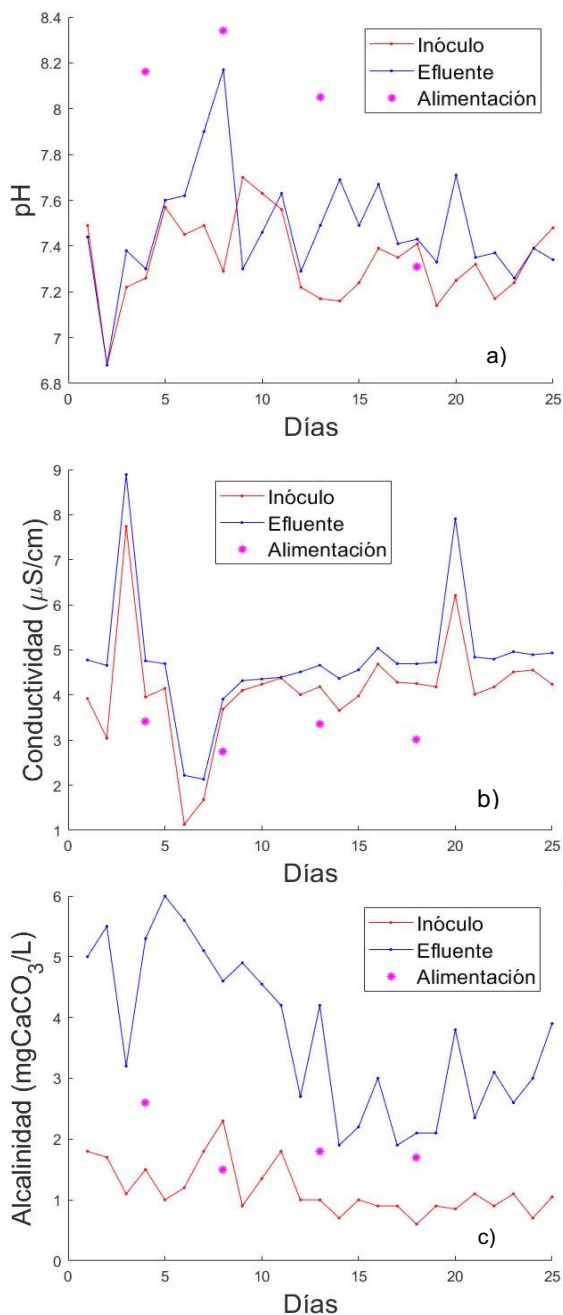 8.4
8.2
8
7.8
7.6
7.4
7.2
7
6.8
pH
Inóculo
Efluente
Alimentación
a)
0 5 10 15 20 25
Días
9
8
7
6
5
4
3
2
1
Conductividad (μS/cm)
Inóculo
Efluente
Alimentación
b)
0 5 10 15 20 25
Días
6
5
4
3
2
1
0
Alcalinidad (mgCaCO₃/L)
Inóculo
Efluente
Alimentación
c)
0 5 10 15 20 25
Días